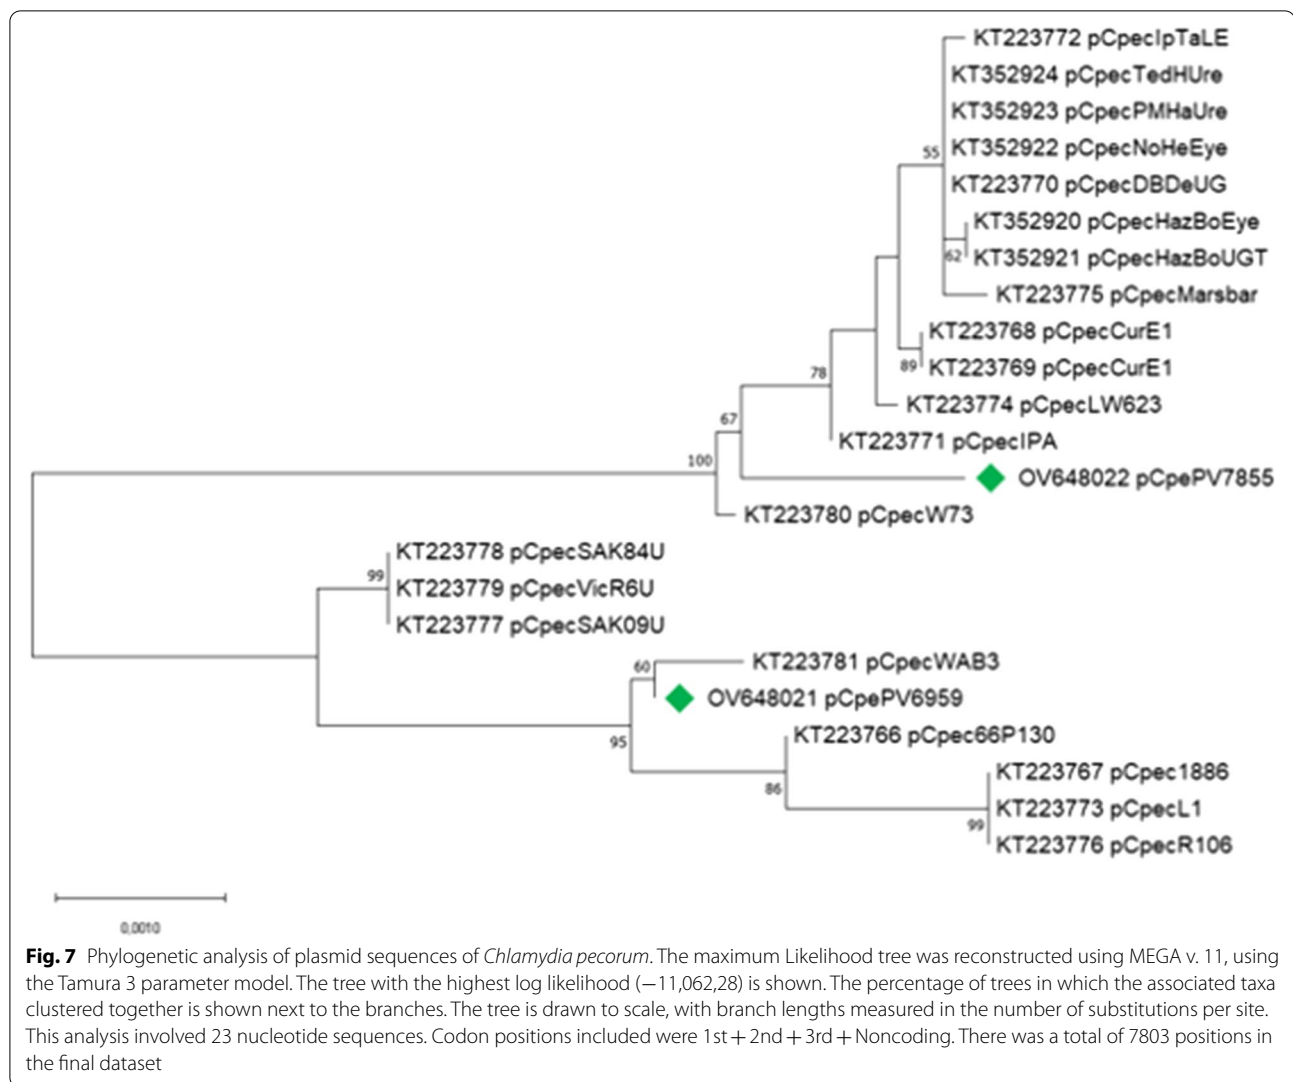 KT223772 pCpecIpTaLE
KT352924 pCpecTedHUre
KT352923 pCpecPMHaUre
55
KT352922 pCpecNoHeEye
KT223770 pCpecDBDeUG
KT352920 pCpecHazBoEye
62
KT352921 pCpecHazBoUGT
KT223775 pCpecMarsbar
KT223768 pCpecCurE1
89
KT223769 pCpecCurE1
78
KT223774 pCpecLW623
67
KT223771 pCpecIPA
100
OV648022 pCpePV7855
KT223780 pCpecW73
KT223778 pCpecSAK84U
99
KT223779 pCpecVicR6U
KT223777 pCpecSAK09U
60
KT223781 pCpecWAB3
OV648021 pCpePV6959
95
KT223766 pCpec66P130
86
KT223767 pCpec1886
KT223773 pCpecL1
99
KT223776 pCpecR106
0,0010
Fig. 7 Phylogenetic analysis of plasmid sequences of Chlamydia pecorum. The maximum Likelihood tree was reconstructed using MEGA v. 11, using
the Tamura 3 parameter model. The tree with the highest log likelihood (−11,062,28) is shown. The percentage of trees in which the associated taxa
clustered together is shown next to the branches. The tree is drawn to scale, with branch lengths measured in the number of substitutions per site.
This analysis involved 23 nucleotide sequences. Codon positions included were 1st + 2nd + 3rd + Noncoding. There was a total of 7803 positions in
the final dataset